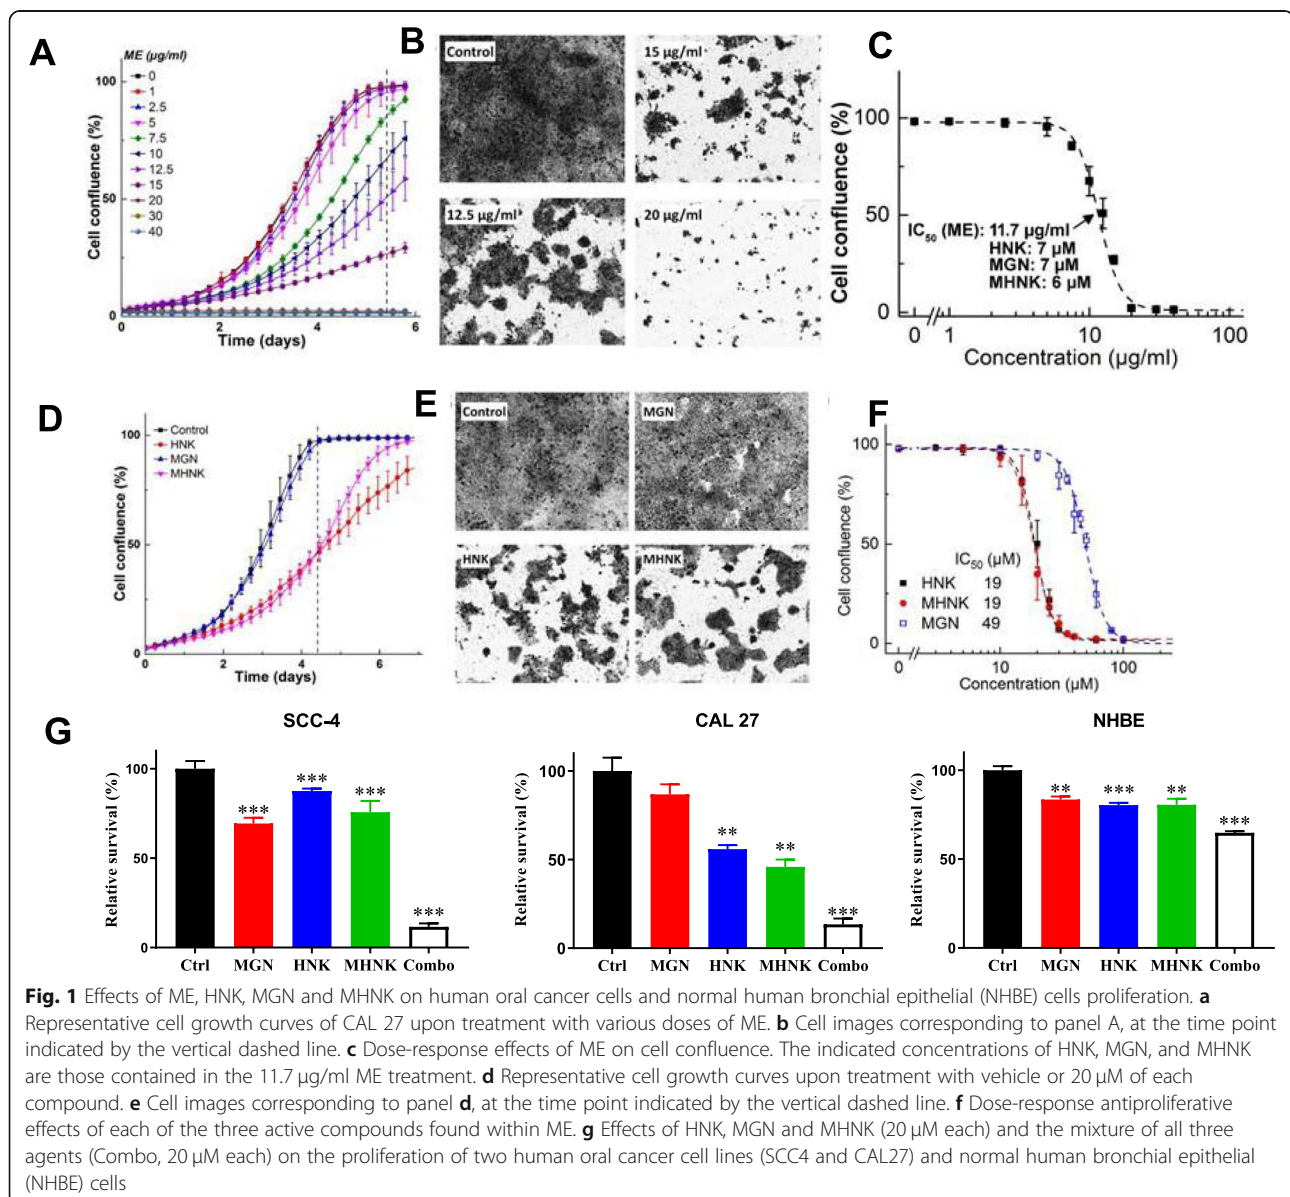 A
ME (µg/ml)
0
1
2.5
5
7.5
10
12.5
15
20
30
40
100
50
0
Cell confluence (%)
0 2 4 6
Time (days)
B
Control
15 µg/ml
12.5 µg/ml
20 µg/ml
C
100
50
0
Cell confluence (%)
IC50 (ME): 11.7 µg/ml
HNK: 7 µM
MGN: 7 µM
MHNK: 6 µM
0 1 10 100
Concentration (µg/ml)
D
Control
HNK
MGN
MHNK
100
50
0
Cell confluence (%)
0 2 4 6
Time (days)
E
Control
MGN
HNK
MHNK
F
100
50
0
Cell confluence (%)
IC50 (µM)
HNK 19
MHNK 19
MGN 49
0 10 100
Concentration (µM)
G
SCC-4
Relative survival (%)
100
50
0
*** *** *** ***
Ctrl MGN HNK MHNK Combo
CAL 27
Relative survival (%)
100
50
0
** ** ***
Ctrl MGN HNK MHNK Combo
NHBE
Relative survival (%)
100
50
0
** *** ** ***
Ctrl MGN HNK MHNK Combo
Fig. 1 Effects of ME, HNK, MGN and MHNK on human oral cancer cells and normal human bronchial epithelial (NHBE) cells proliferation. a
Representative cell growth curves of CAL 27 upon treatment with various doses of ME. b Cell images corresponding to panel A, at the time point
indicated by the vertical dashed line. c Dose-response effects of ME on cell confluence. The indicated concentrations of HNK, MGN, and MHNK
are those contained in the 11.7 µg/ml ME treatment. d Representative cell growth curves upon treatment with vehicle or 20 µM of each
compound. e Cell images corresponding to panel d, at the time point indicated by the vertical dashed line. f Dose-response antiproliferative
effects of each of the three active compounds found within ME. g Effects of HNK, MGN and MHNK (20 µM each) and the mixture of all three
agents (Combo, 20 µM each) on the proliferation of two human oral cancer cell lines (SCC4 and CAL27) and normal human bronchial epithelial
(NHBE) cells